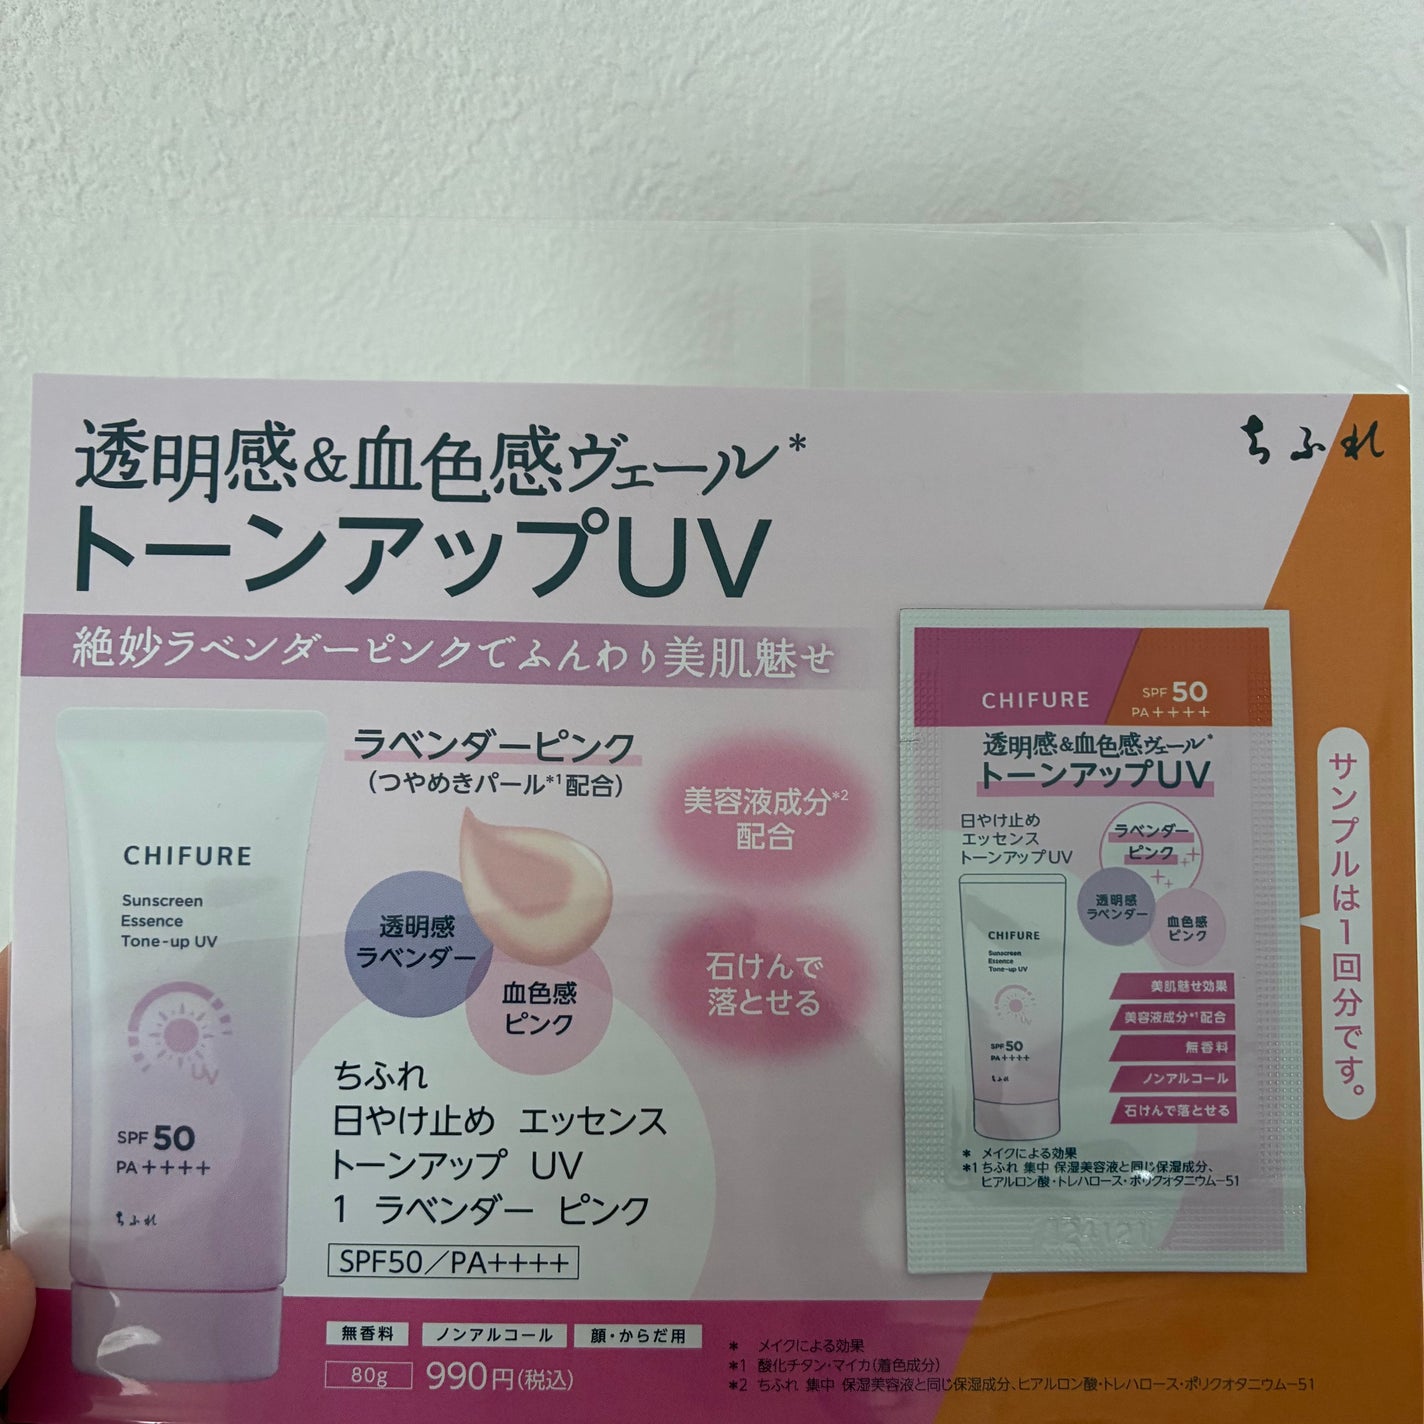 ちふれ
透明感&血色感ヴェール*
トーンアップUV
絶妙ラベンダーピンクでふんわり美肌魅せ
CHIFURE
Sunscreen
Essence
Tone-up UV
UV
SPF 50
PA++++
ちふれ
ラベンダーピンク
(つやめきパール*1配合)
透明感
ラベンダー
血色感
ピンク
美容液成分*2
配合
石けんで
落とせる
ちふれ
日やけ止め エッセンス
トーンアップ UV
1 ラベンダー ピンク
SPF50/PA++++
無香料 ノンアルコール 顔・からだ用
80g 990円(税込)
* メイクによる効果
*1 酸化チタン・マイカ(着色成分)
*2 ちふれ 集中 保湿美容液と同じ保湿成分、ヒアルロン酸・トレハロース・ポリクオタニウム-51
CHIFURE
SPF 50
PA++++
透明感&血色感ヴェール*
トーンアップUV
日やけ止め
エッセンス
トーンアップUV
ラベンダー
ピンク
透明感
ラベンダー
血色感
ピンク
CHIFURE
Sunscreen
Essence
Tone-up UV
UV
SPF 50
PA++++
ちふれ
美肌魅せ効果
美容液成分*1配合
無香料
ノンアルコール
石けんで落とせる
* メイクによる効果
*1 ちふれ 集中 保湿美容液と同じ保湿成分、
ヒアルロン酸・トレハロース・ポリクオタニウム-51
サンプルは1回分です。